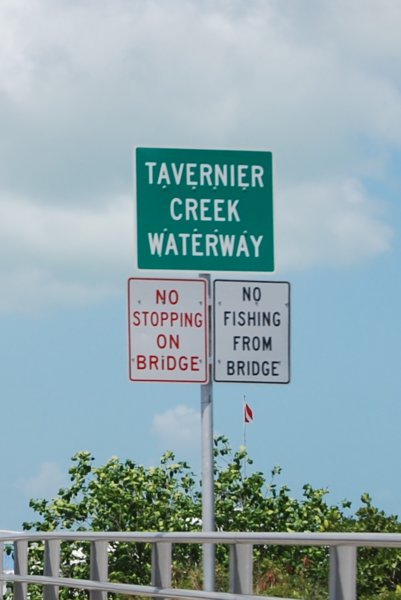 TAVERNIER
CREEK
WATERWAY
NO
STOPPING
ON
BRiDGE
NO
FISHING
FROM
BRIDGE